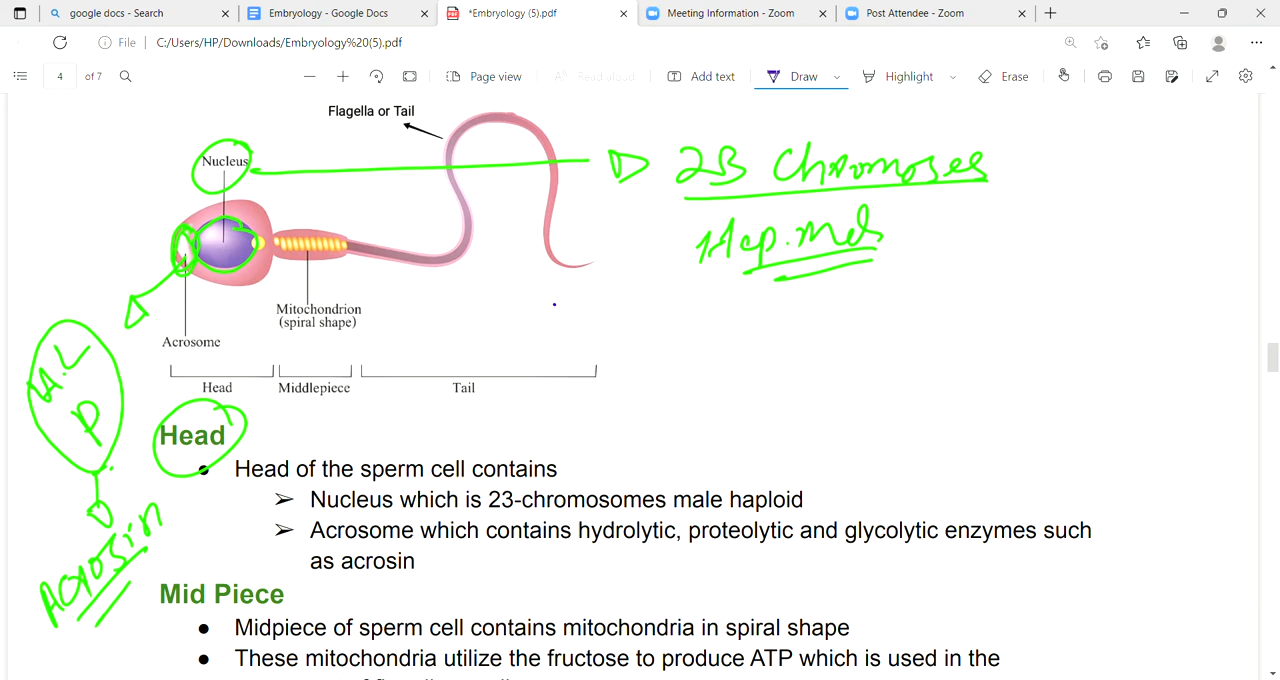 google docs - Search
Embryology - Google Docs
*Embryology (5).pdf
Meeting Information - Zoom
Post Attendee - Zoom
File
C:/Users/HP/Downloads/Embryology%20(5).pdf
4 of 7
Page view
Read aloud
Add text
Draw
Highlight
Erase
Flagella or Tail
Nucleus
23 Chromoses
Mitochondrion
(spiral shape)
Acrosome
Head
Middlepiece
Tail
P
Acrosin
Head
● Head of the sperm cell contains
➢ Nucleus which is 23-chromosomes male haploid
➢ Acrosome which contains hydrolytic, proteolytic and glycolytic enzymes such
as acrosin
Mid Piece
● Midpiece of sperm cell contains mitochondria in spiral shape
● These mitochondria utilize the fructose to produce ATP which is used in the